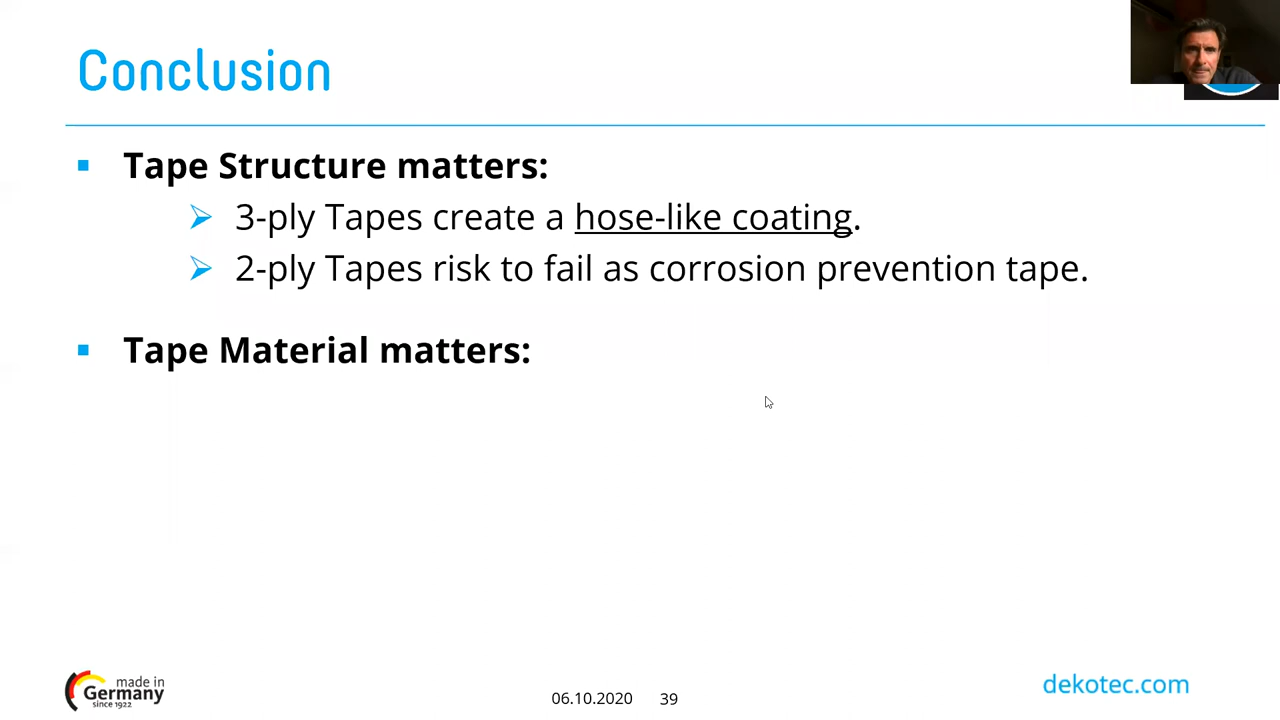 Conclusion
Tape Structure matters:
3-ply Tapes create a hose-like coating.
2-ply Tapes risk to fail as corrosion prevention tape.
Tape Material matters:
made in
Germany
since 1922
06.10.2020 39
dekotec.com